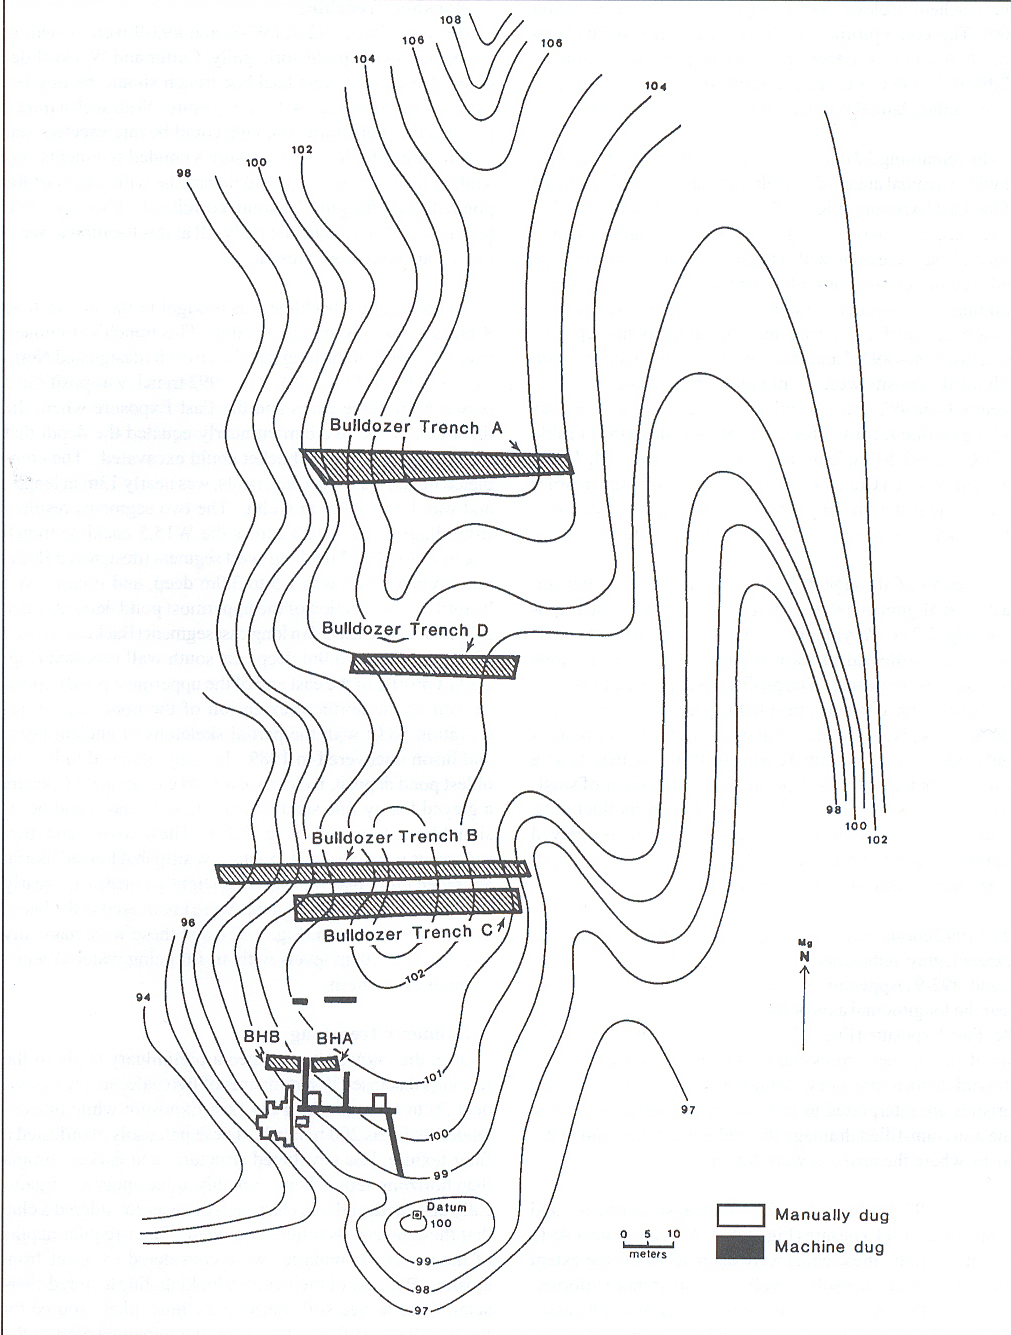 108
106
106
104
104
102
100
98
Bulldozer Trench A
Bulldozer Trench D
98
100
102
Bulldozer Trench B
96
Bulldozer Trench C
Mg
N
102
94
BHB
BHA
101
97
100
99
Datum
100
Manually dug
0 5 10
meters
Machine dug
99
98
97